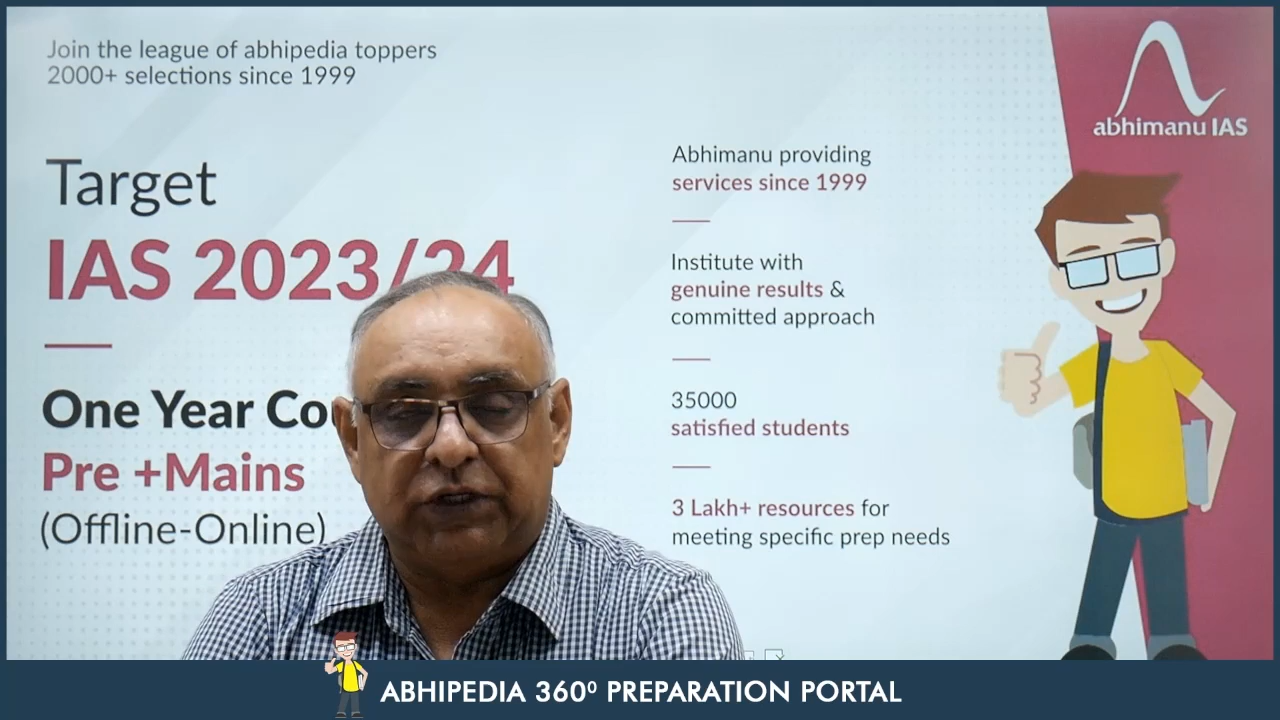 Join the league of abhipedia toppers
2000+ selections since 1999
Target
IAS 2023/24
One Year
Pre +Mains
(Offline-Online)
Abhimanu providing
services since 1999
Institute with
genuine results &
committed approach
35000
satisfied students
3 Lakh+ resources for
meeting specific prep needs
abhimanu IAS
ABHIPEDIA 360⁰ PREPARATION PORTAL